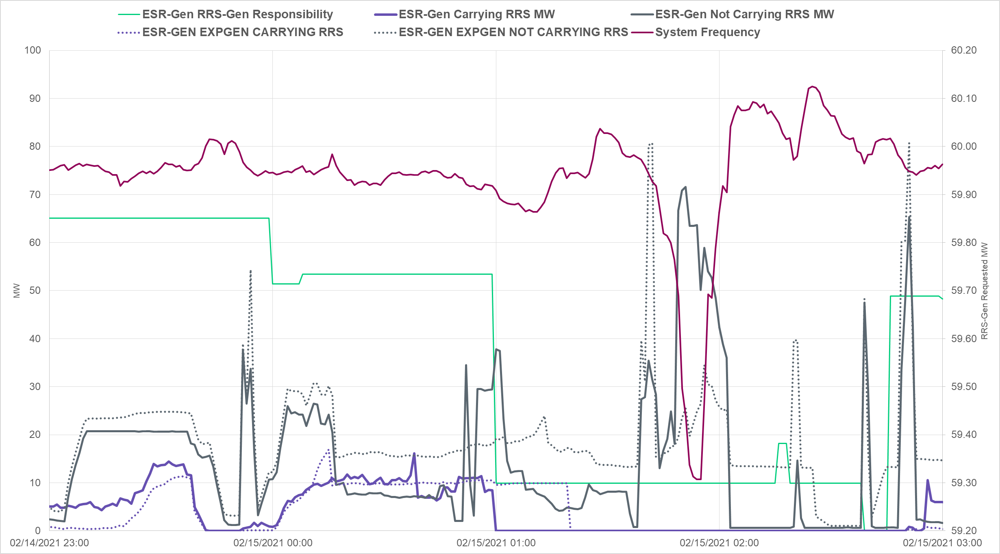 ESR-Gen RRS-Gen Responsibility ESR-Gen Carrying RRS MW ESR-Gen Not Carrying RRS MW
ESR-GEN EXPGEN CARRYING RRS ESR-GEN EXPGEN NOT CARRYING RRS System Frequency
100 60.20
90 60.10
80 60.00
70 59.90
60 59.80
50 59.70
40 59.60
30 59.50
20 59.40
10 59.30
0 59.20
MW
RRS-Gen Requested MW
02/14/2021 23:00 02/15/2021 00:00 02/15/2021 01:00 02/15/2021 02:00 02/15/2021 03:00